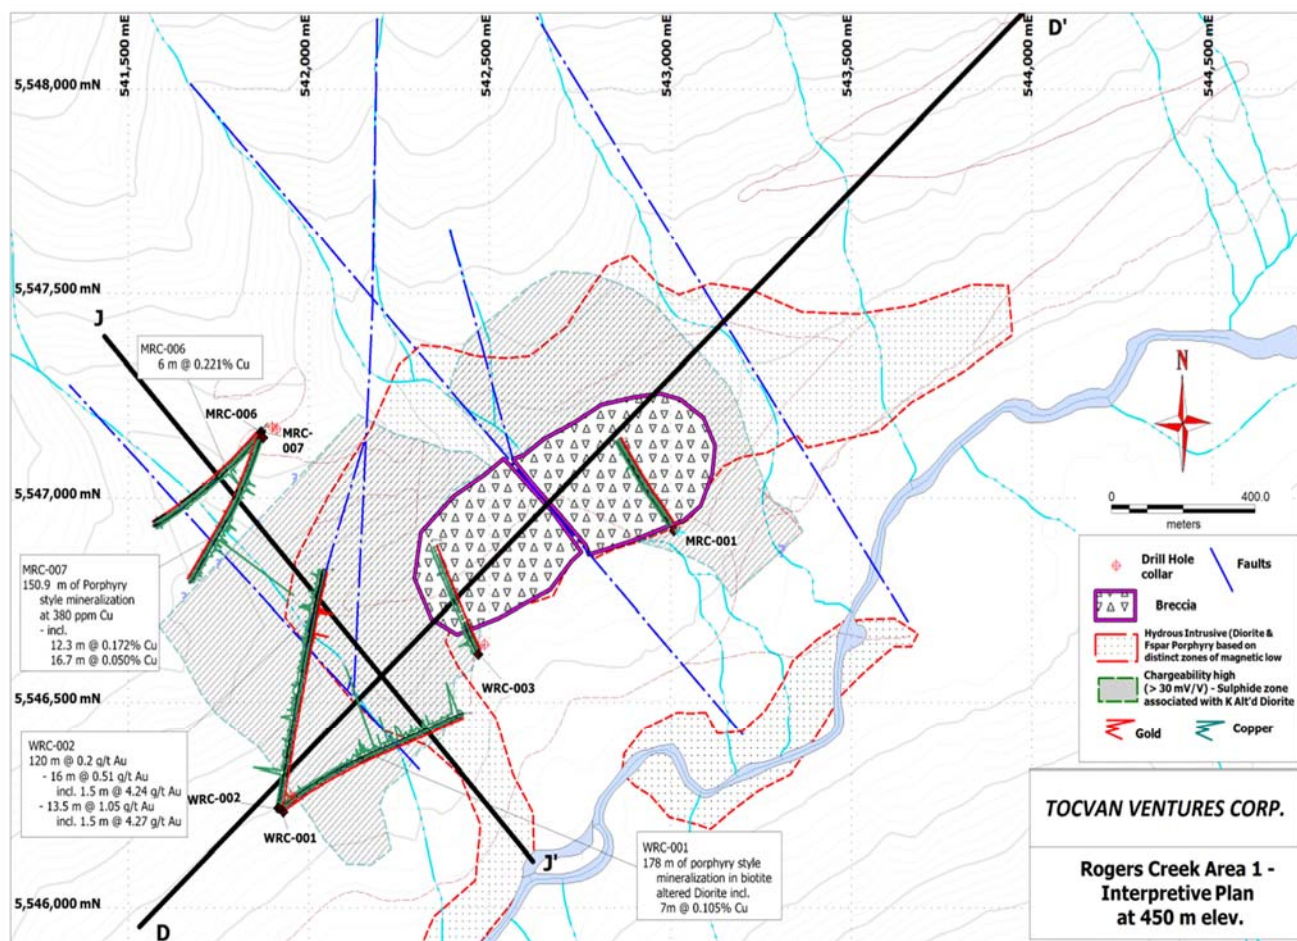 541,500 mE
542,000 mE
542,500 mE
543,000 mE
543,500 mE
544,000 mE
544,500 mE
D'
5,548,000 mN
5,547,500 mN
J
MRC-006
6 m @ 0.221% Cu
N
MRC-006
MRC-
007
?
5,547,000 mN
0
400.0
meters
MRC-001
?
?
?
MRC-007
150.9 m of Porphyry
style mineralization
at 380 ppm Cu
- incl.
12.3 m @ 0.172% Cu
16.7 m @ 0.050% Cu
Drill Hole
collar
Faults
Breccia
Hydrous Intrusive (Diorite &
Fspar Porphyry based on
distinct zones of magnetic low
Chargeability high
(> 30 mV/V) - Sulphide zone
associated with K Alt'd Diorite
Gold
Copper
WRC-003
5,546,500 mN
WRC-002
120 m @ 0.2 g/t Au
- 16 m @ 0.51 g/t Au
incl. 1.5 m @ 4.24 g/t Au
- 13.5 m @ 1.05 g/t Au
incl. 1.5 m @ 4.27 g/t Au
WRC-002
WRC-001
J'
WRC-001
178 m of porphyry style
mineralization in biotite
altered Diorite incl.
7m @ 0.105% Cu
5,546,000 mN
D
TOCVAN VENTURES CORP.
Rogers Creek Area 1 -
Interpretive Plan
at 450 m elev.